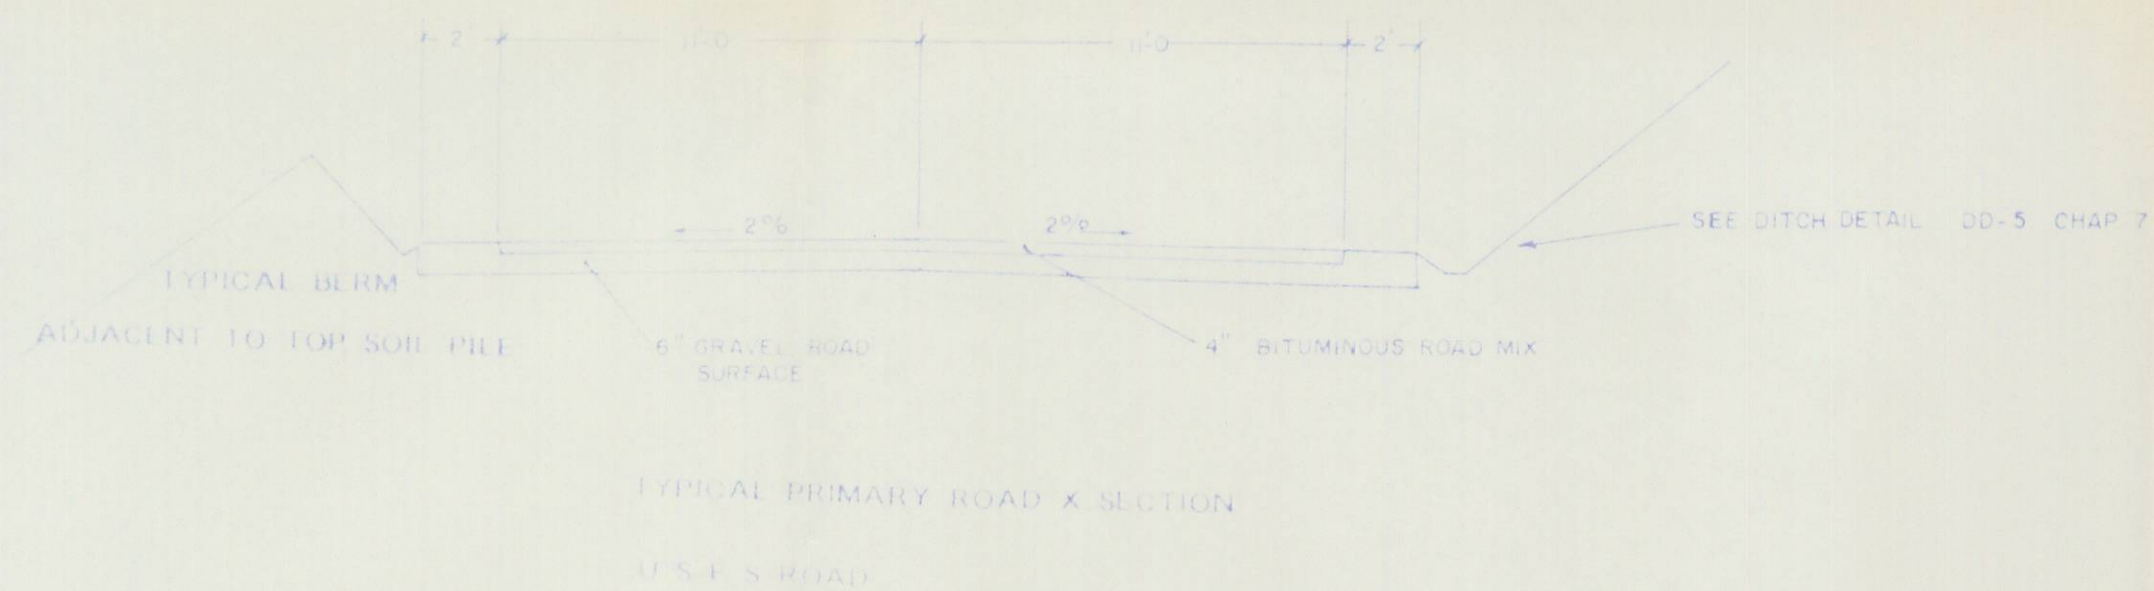 2' 11'-0 11'-0 2'
2% 2%
SEE DITCH DETAIL DD-5 CHAP 7
TYPICAL BERM
ADJACENT TO TOP SOIL PILE
6" GRAVEL ROAD
SURFACE
4" BITUMINOUS ROAD MIX
TYPICAL PRIMARY ROAD X SECTION
U S F S ROAD